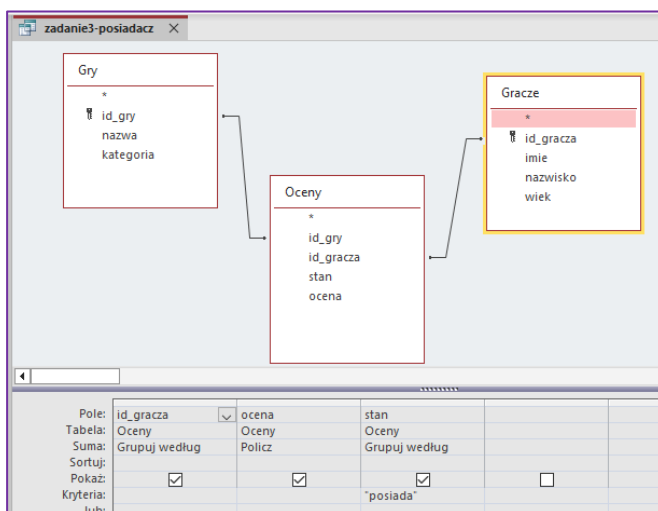 zadanie3-posiadacz
Gry
*
id_gry
nazwa
kategoria
Oceny
*
id_gry
id_gracza
stan
ocena
Gracze
*
id_gracza
imie
nazwisko
wiek
Pole: id_gracza ocena stan
Tabela: Oceny Oceny Oceny
Suma: Grupuj według Policz Grupuj według
Sortuj:
Pokaż:
Kryteria: "posiada"
lub: